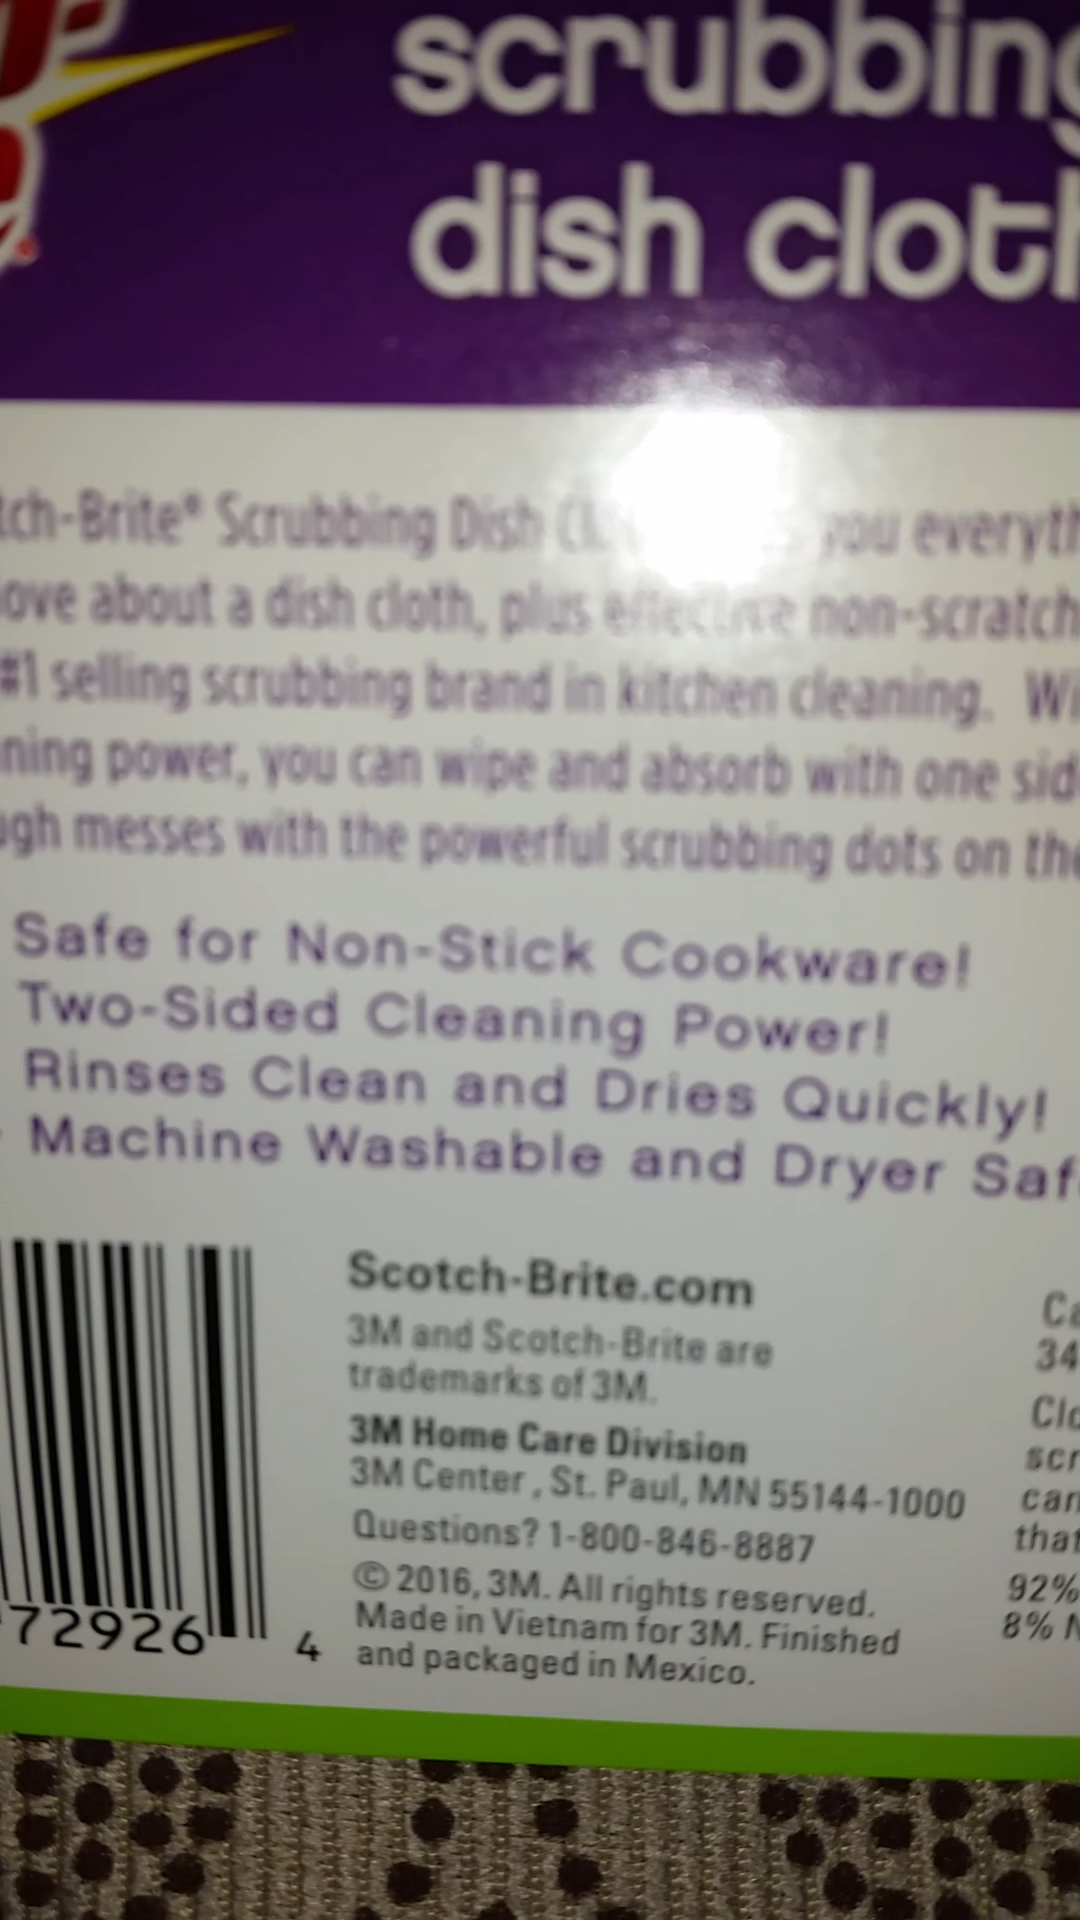 scrubbing
dish cloth
tch-Brite® Scrubbing Dish you everyth
ove about a dish cloth, plus effective non-scratch
#1 selling scrubbing brand in kitchen cleaning. Wi
ning power, you can wipe and absorb with one sid
ugh messes with the powerful scrubbing dots on the
Safe for Non-Stick Cookware!
Two-Sided Cleaning Power!
Rinses Clean and Dries Quickly!
Machine Washable and Dryer Saf
Scotch-Brite.com
3M and Scotch-Brite are
trademarks of 3M.
3M Home Care Division
3M Center , St. Paul, MN 55144-1000
Questions? 1-800-846-8887
© 2016, 3M. All rights reserved.
Made in Vietnam for 3M. Finished
and packaged in Mexico.
72926 4
Ca
34
Clo
scr
can
that
92%
8% N